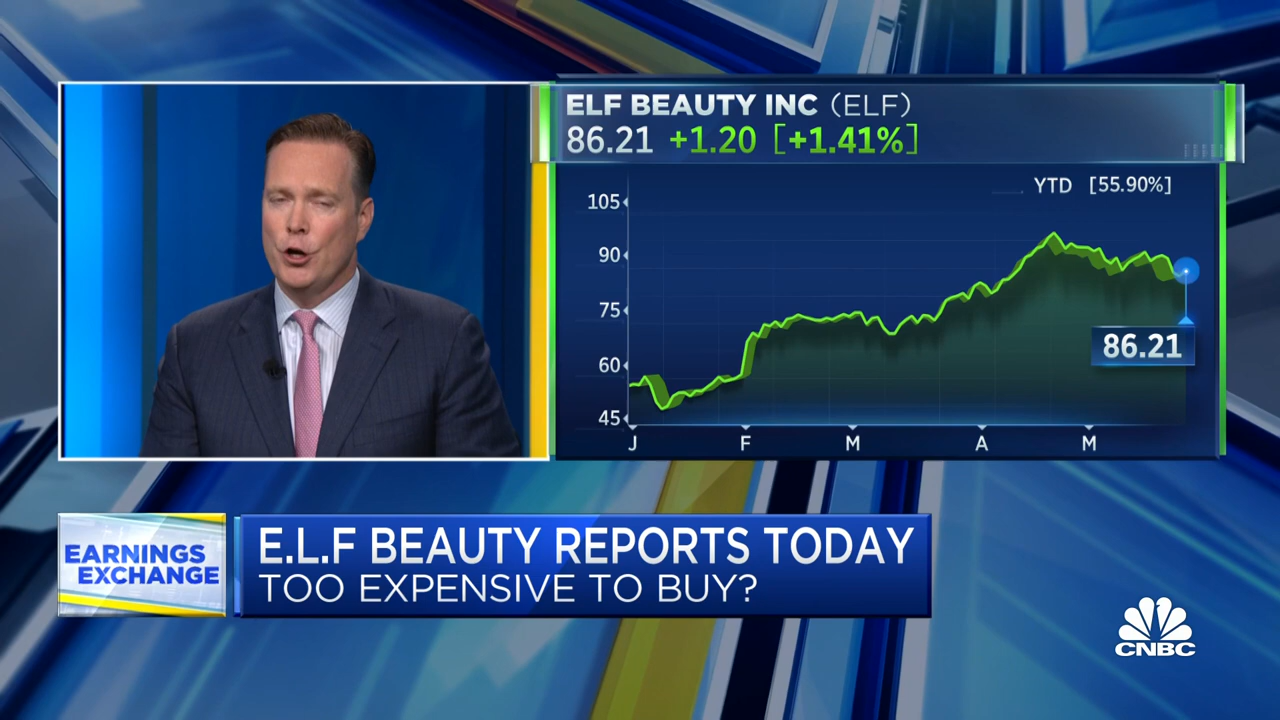 ELF BEAUTY INC (ELF)
86.21 +1.20 [+1.41%]
YTD [55.90%]
105
90
75
60
45
J F M A M
86.21
EARNINGS
EXCHANGE
E.L.F BEAUTY REPORTS TODAY
TOO EXPENSIVE TO BUY?
CNBC